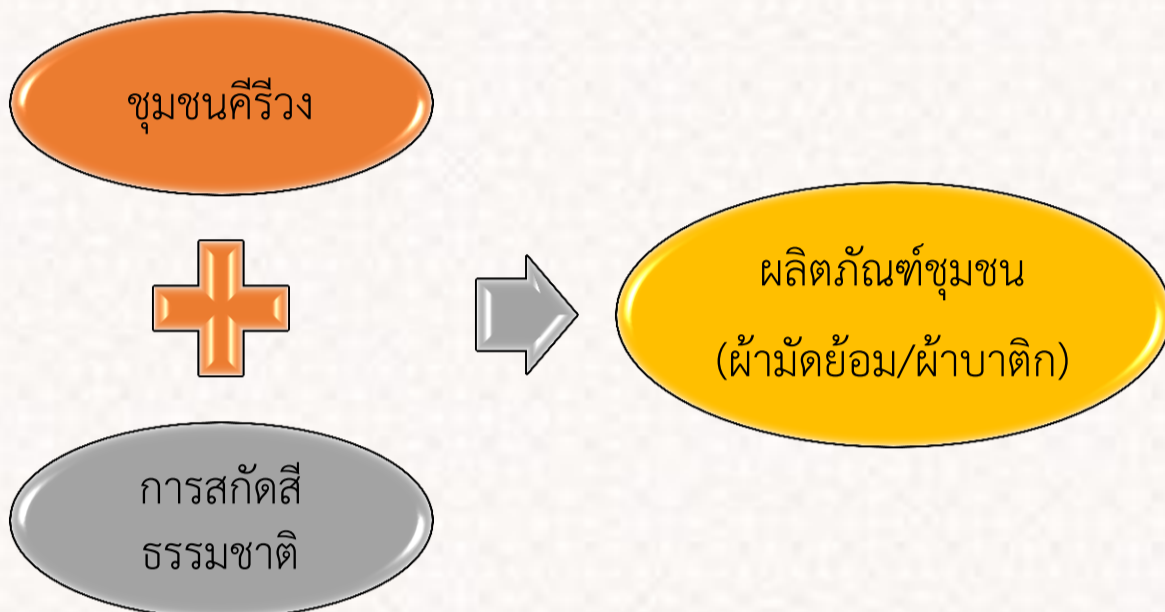 ชุมชนคีรีวง
การสกัดสี
ธรรมชาติ
ผลิตภัณฑ์ชุมชน
(ผ้ามัดย้อม/ผ้าบาติก)